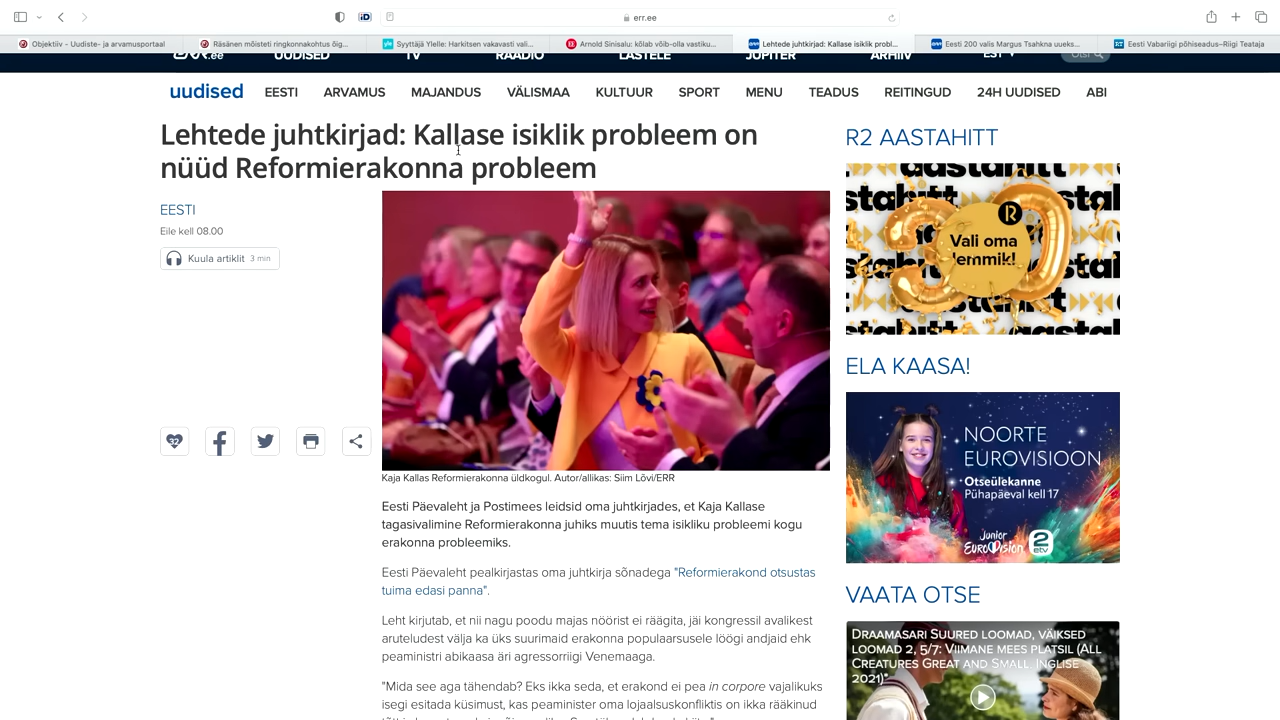 err.ee
Objektiiv - Uudiste- ja arvamusportaal
Räsänen mõisteti ringkonnakohtus õig...
Syyttäjä Ylelle: Harkitsen vakavasti vali...
Arnold Sinisalu: kõlab võib-olla vastiku...
Lehtede juhtkirjad: Kallase isiklik probl...
Eesti 200 valis Margus Tsahkna uueks...
Eesti Vabariigi põhiseadus–Riigi Teataja
ERR.ee UUDISED TV RAADIO LASTELE JUPITER ARHIIV EST OTSI
uudised EESTI ARVAMUS MAJANDUS VÄLISMAA KULTUUR SPORT MENU TEADUS REITINGUD 24H UUDISED ABI
Lehtede juhtkirjad: Kallase isiklik probleem on
nüüd Reformierakonna probleem
EESTI
Eile kell 08.00
Kuula artiklit 3 min
32
Kaja Kallas Reformierakonna üldkogul. Autor/allikas: Siim Lõvi/ERR
Eesti Päevaleht ja Postimees leidsid oma juhtkirjades, et Kaja Kallase
tagasivalimine Reformierakonna juhiks muutis tema isikliku probleemi kogu
erakonna probleemiks.
Eesti Päevaleht pealkirjastas oma juhtkirja sõnadega "Reformierakond otsustas
tuima edasi panna".
Leht kirjutab, et nii nagu poodu majas nöörist ei räägita, jäi kongressil avalikest
aruteludest välja ka üks suurimaid erakonna populaarsusele löögi andjaid ehk
peaministri abikaasa äri agressorriigi Venemaaga.
"Mida see aga tähendab? Eks ikka seda, et erakond ei pea in corpore vajalikuks
isegi esitada küsimust, kas peaminister oma lojaalsuskonfliktis on ikka rääkinud
R2 AASTAHITT
aastahitt
Vali oma
lemmik!
ELA KAASA!
NOORTE
EUROVISIOON
Otseülekanne
Pühapäeval kell 17
Junior
EUROVISION
2
etv
VAATA OTSE
DRAAMASARI SUURED LOOMAD, VÄIKSED
LOOMAD 2, 5/7: VIIMANE MEES PLATSIL (ALL
CREATURES GREAT AND SMALL, INGLISE
2021)*